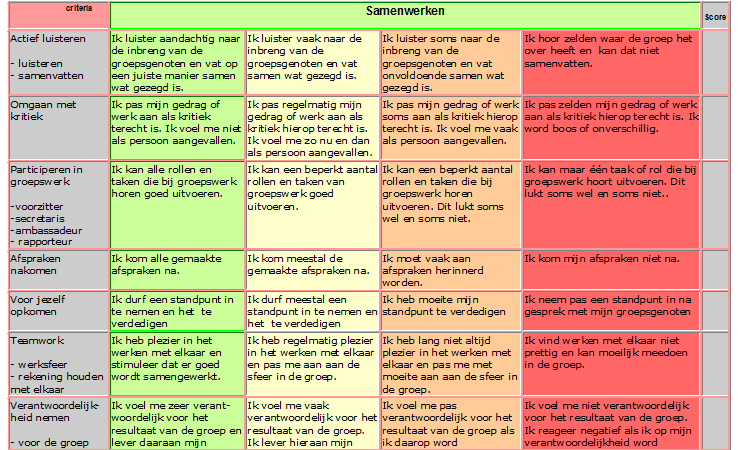 criteria
Samenwerken
Score
Actief luisteren
- luisteren
- samenvatten
Ik luister aandachtig naar
de inbreng van de
groepsgenoten en vat op
een juiste manier samen
wat gezegd is.
Ik luister vaak naar
de inbreng van
groepsgenoten en vat
samen wat gezegd is.
Ik luister soms naar de
inbreng van de
groepsgenoten en vat
onvoldoende samen wat
gezegd is.
Ik hoor zelden waar de groep het
over heeft en kan dat niet
samenvatten.
Omgaan met
kritiek
Ik pas mijn gedrag of
werk aan als kritiek
terecht is. Ik voel me niet
als persoon aangevallen.
Ik pas regelmatig mijn
gedrag of werk aan als
kritiek hierop terecht is.
Ik voel me zo nu en dan
als persoon aangevallen.
Ik pas mijn gedrag of werk
soms aan als kritiek hierop
terecht is. Ik voel me vaak
als persoon aangevallen.
Ik pas zelden mijn gedrag of werk
aan als kritiek hierop terecht is. Ik
word boos of onverschillig.
Participeren in
groepswerk
-voorzitter
-secretaris
-ambassadeur
- rapporteur
Ik kan alle rollen en
taken die bij groepswerk
horen goed uitvoeren.
Ik kan een beperkt aantal
rollen en taken van
groepswerk goed
uitvoeren.
Ik kan een beperkt aantal
rollen en taken die bij
groepswerk horen
uitvoeren. Dit lukt soms
wel en soms niet.
Ik kan maar één taak of rol die bij
groepswerk hoort uitvoeren. Dit
lukt soms wel en soms niet..
Afspraken
nakomen
Ik kom alle gemaakte
afspraken na.
Ik kom meestal de
gemaakte afspraken na.
Ik moet vaak aan
afspraken herinnerd
worden.
Ik kom mijn afspraken niet na.
Voor jezelf
opkomen
Ik durf een standpunt in
te nemen en het te
verdedigen
Ik durf meestal een
standpunt in te nemen en
het te verdedigen
Ik heb moeite mijn
standpunt te verdedigen
Ik neem pas een standpunt in na
gesprek met mijn groepsgenoten
Teamwork
- werksfeer
- rekening houden
met elkaar
Ik heb plezier in het
werken met elkaar en
stimuleer dat er goed
wordt samengewerkt.
Ik heb regelmatig plezier
in het werken met elkaar
en pas me aan aan de
sfeer in de groep.
Ik heb lang niet altijd
plezier in het werken met
elkaar en pas me met
moeite aan aan de sfeer in
de groep.
Ik vind werken met elkaar niet
prettig en kan moeilijk meedoen
in de groep.
Verantwoordelijk-
heid nemen
- voor de groep
Ik voel me zeer verant-
woordelijk voor het
resultaat van de groep en
lever daaraan mijn
Ik voel me vaak
verantwoordelijk voor het
resultaat van de groep.
Ik lever hieraan mijn
Ik voel me pas
verantwoordelijk voor het
resultaat van de groep als
ik daarop word
Ik voel me niet verantwoordelijk
voor het resultaat van de groep.
Ik reageer negatief als ik op mijn
verantwoordelijkheid word